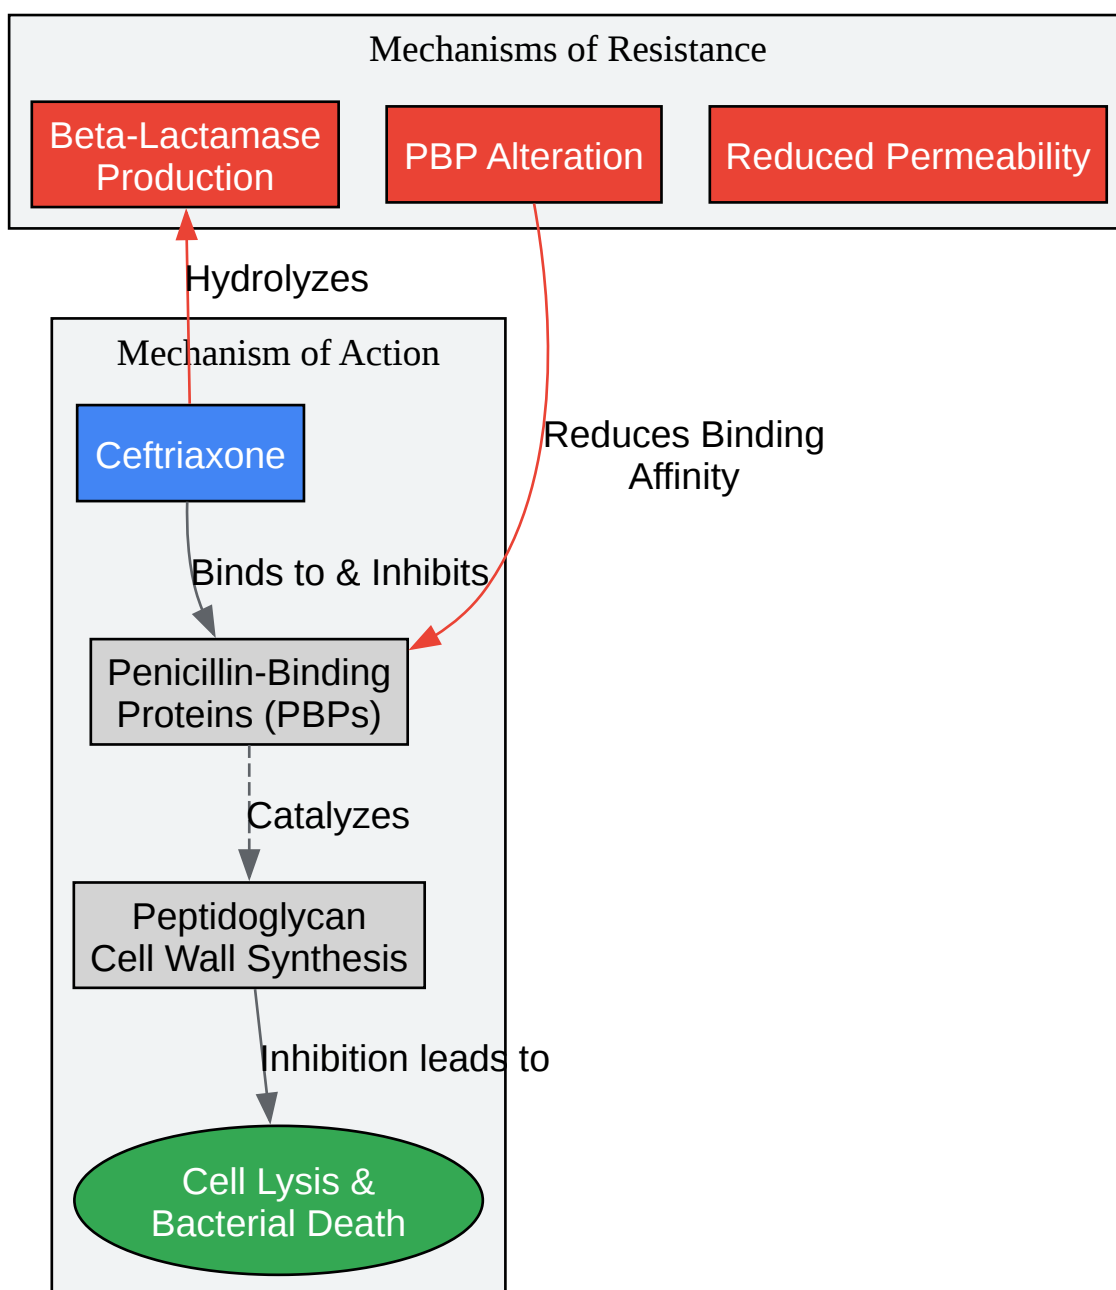 Mechanisms of Resistance
Beta-Lactamase
Production
PBP Alteration
Reduced Permeability
Hydrolyzes
Mechanism of Action
Ceftriaxone
Reduces Binding
Affinity
Binds to & Inhibits
Penicillin-Binding
Proteins (PBPs)
Catalyzes
Peptidoglycan
Cell Wall Synthesis
Inhibition leads to
Cell Lysis &
Bacterial Death